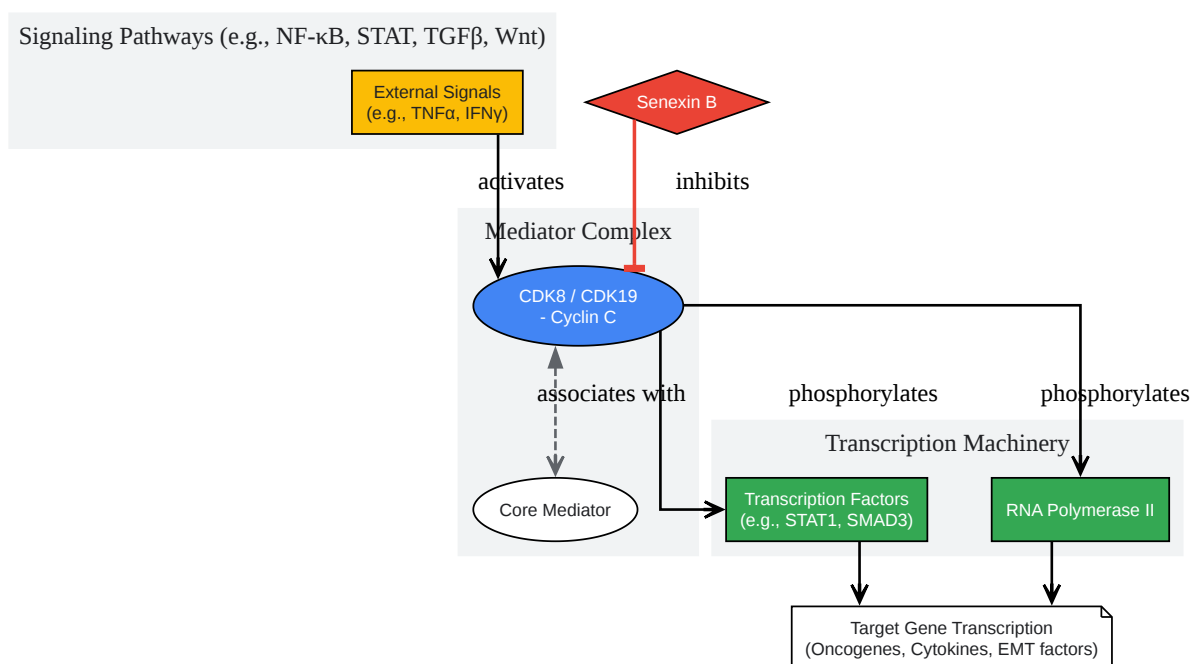 Signaling Pathways (e.g., NF-κB, STAT, TGFβ, Wnt)
External Signals
(e.g., TNFα, IFNγ)
Senexin B
activates
inhibits
Mediator Complex
CDK8 / CDK19
- Cyclin C
associates with
phosphorylates
phosphorylates
Transcription Machinery
Core Mediator
Transcription Factors
(e.g., STAT1, SMAD3)
RNA Polymerase II
Target Gene Transcription
(Oncogenes, Cytokines, EMT factors)